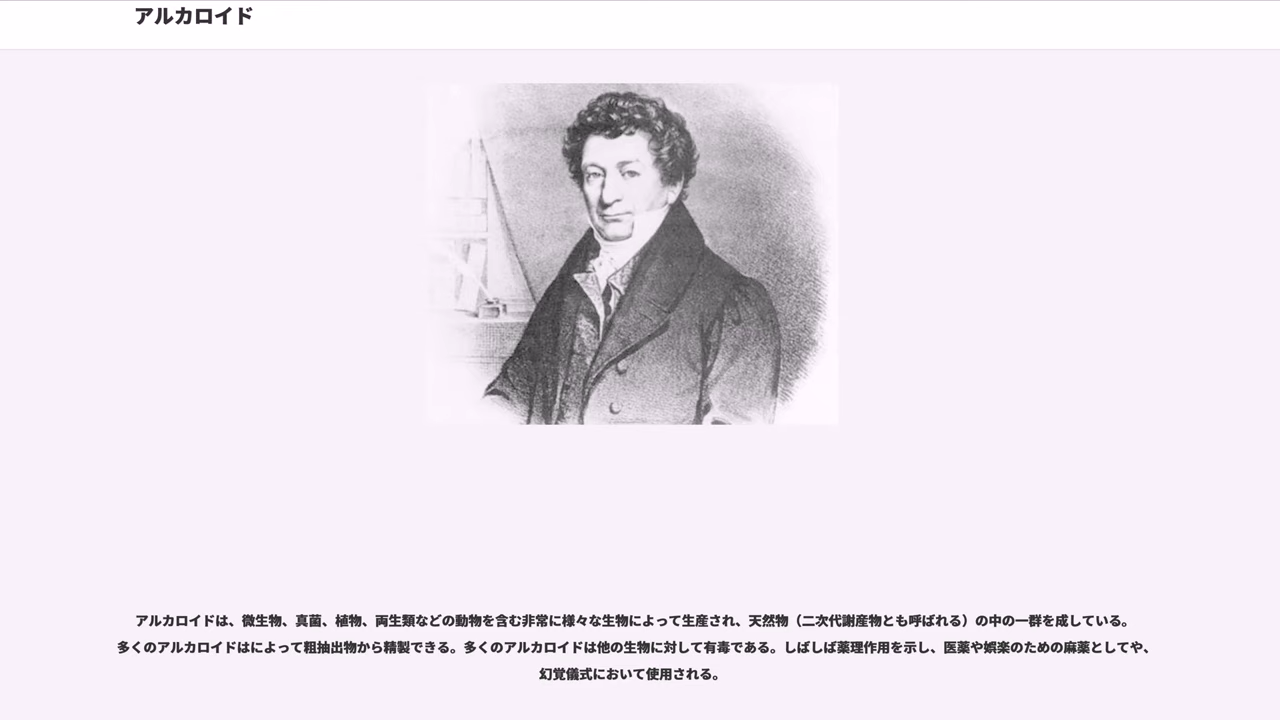 アルカロイド
アルカロイドは、微生物、真菌、植物、両生類などの動物を含む非常に様々な生物によって生産され、天然物（二次代謝産物とも呼ばれる）の中の一群を成している。
多くのアルカロイドはによって粗抽出物から精製できる。多くのアルカロイドは他の生物に対して有毒である。しばしば薬理作用を示し、医薬や娯楽のための麻薬としてや、
幻覚儀式において使用される。